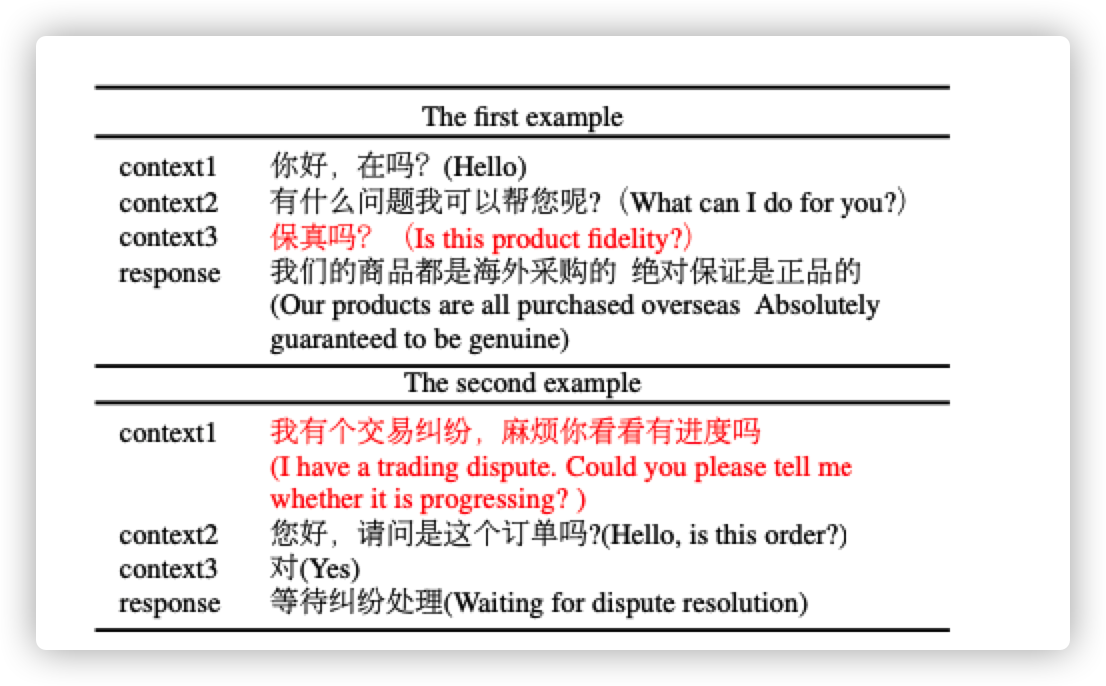 The first example
context1 你好，在吗？(Hello)
context2 有什么问题我可以帮您呢?（What can I do for you?）
context3 保真吗？（Is this product fidelity?）
response 我们的商品都是海外采购的 绝对保证是正品的
(Our products are all purchased overseas Absolutely
guaranteed to be genuine)
The second example
context1 我有个交易纠纷，麻烦你看看有进度吗
(I have a trading dispute. Could you please tell me
whether it is progressing? )
context2 您好，请问是这个订单吗?(Hello, is this order?)
context3 对(Yes)
response 等待纠纷处理(Waiting for dispute resolution)